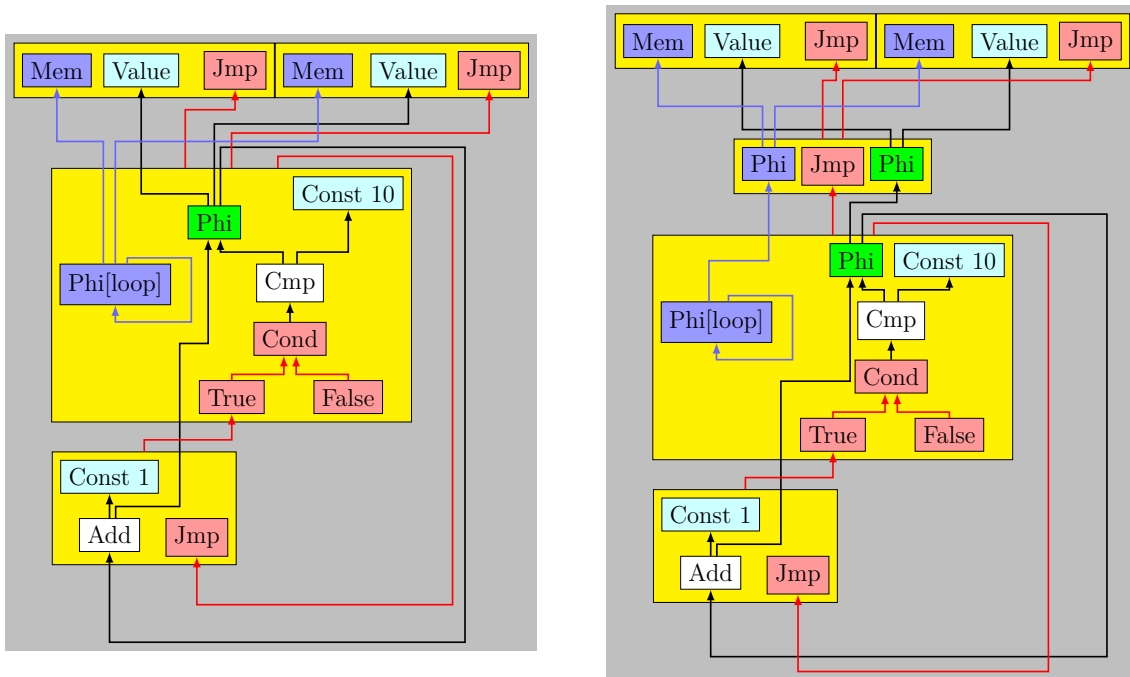 Mem Value Jmp Mem Value Jmp
Const 10
Phi
Phi[loop]
Cmp
Cond
True False
Const 1
Add Jmp
Mem Value Jmp Mem Value Jmp
Phi Jmp Phi
Phi Const 10
Phi[loop] Cmp
Cond
True False
Const 1
Add Jmp